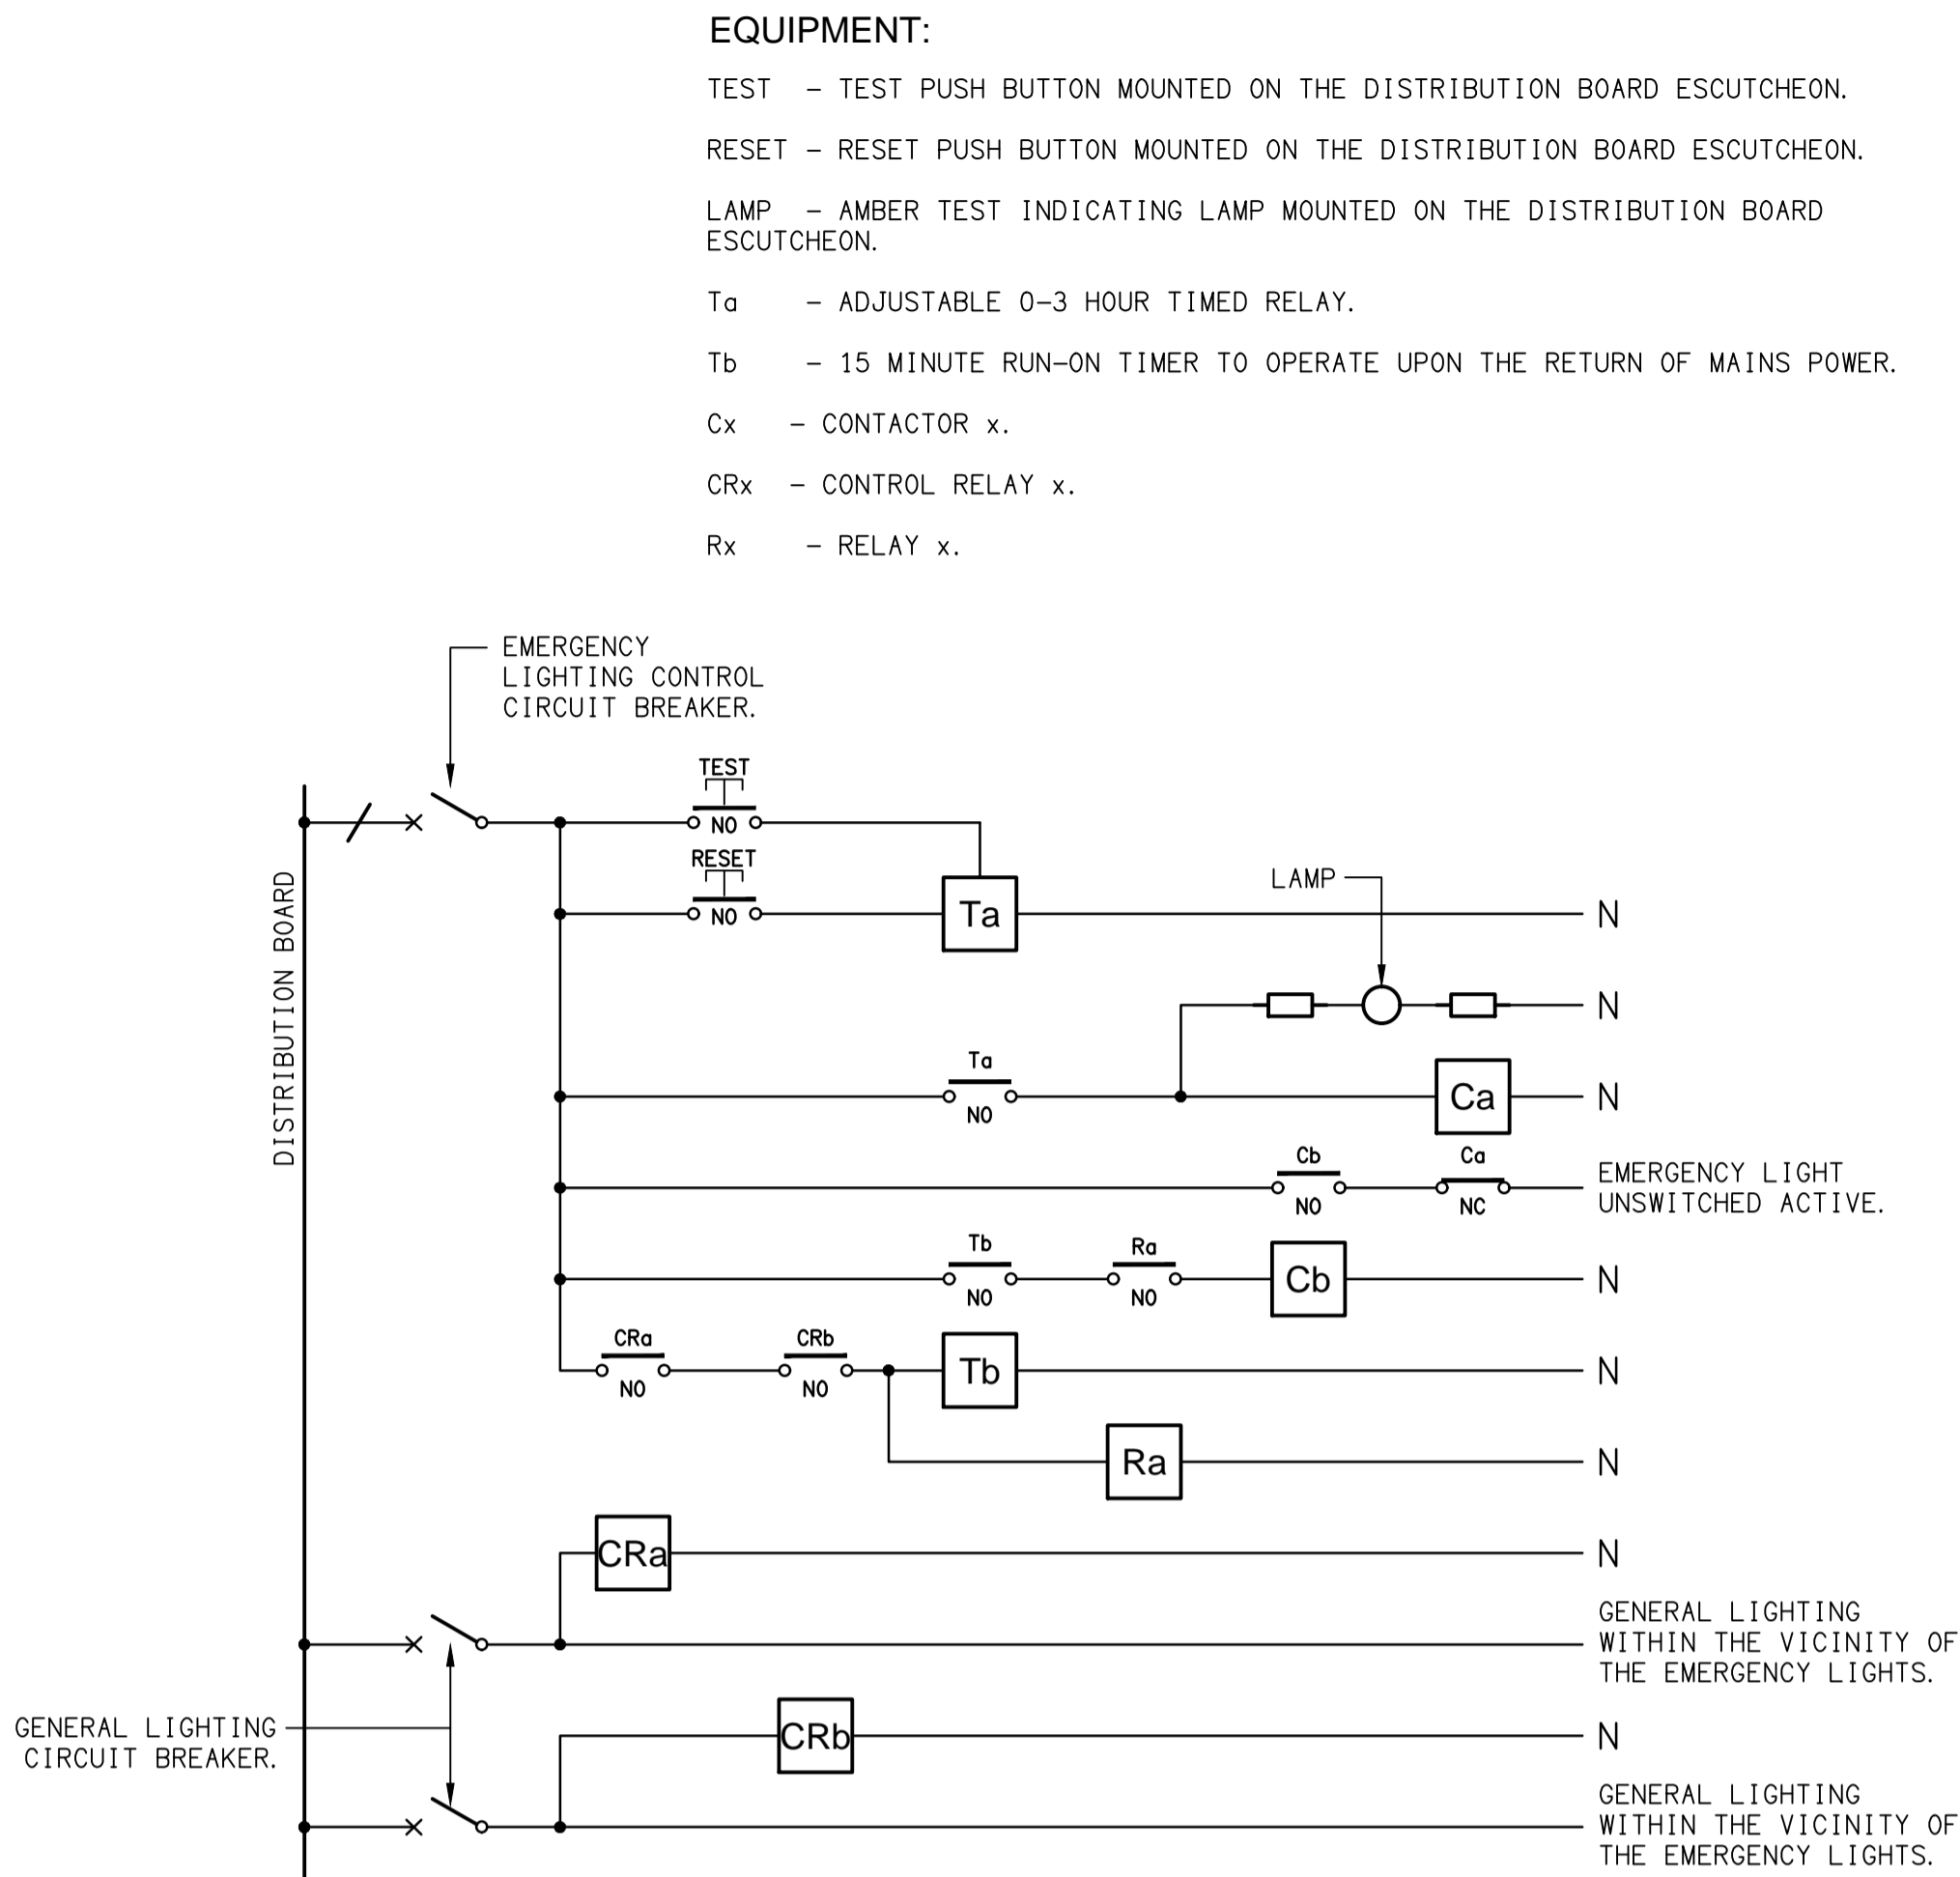 EQUIPMENT:
TEST – TEST PUSH BUTTON MOUNTED ON THE DISTRIBUTION BOARD ESCUTCHEON.
RESET – RESET PUSH BUTTON MOUNTED ON THE DISTRIBUTION BOARD ESCUTCHEON.
LAMP – AMBER TEST INDICATING LAMP MOUNTED ON THE DISTRIBUTION BOARD
ESCUTCHEON.
Ta – ADJUSTABLE 0–3 HOUR TIMED RELAY.
Tb – 15 MINUTE RUN–ON TIMER TO OPERATE UPON THE RETURN OF MAINS POWER.
Cx – CONTACTOR x.
CRx – CONTROL RELAY x.
Rx – RELAY x.
EMERGENCY
LIGHTING CONTROL
CIRCUIT BREAKER.
DISTRIBUTION BOARD
TEST
NO
RESET
NO
Ta
N
LAMP
N
Ta
NO
Ca
N
Cb
NO
Ca
NC
EMERGENCY LIGHT
UNSWITCHED ACTIVE.
Tb
NO
Ra
NO
Cb
N
CRa
NO
CRb
NO
Tb
N
Ra
N
CRa
N
GENERAL LIGHTING
WITHIN THE VICINITY OF
THE EMERGENCY LIGHTS.
GENERAL LIGHTING
CIRCUIT BREAKER.
CRb
N
GENERAL LIGHTING
WITHIN THE VICINITY OF
THE EMERGENCY LIGHTS.